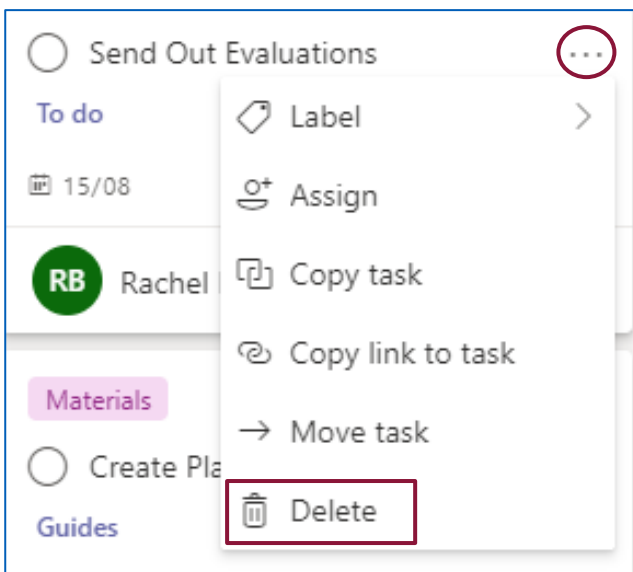 Send Out Evaluations
To do
15/08
RB Rachel
Label
Assign
Copy task
Copy link to task
Move task
Delete
Materials
Create Pla
Guides